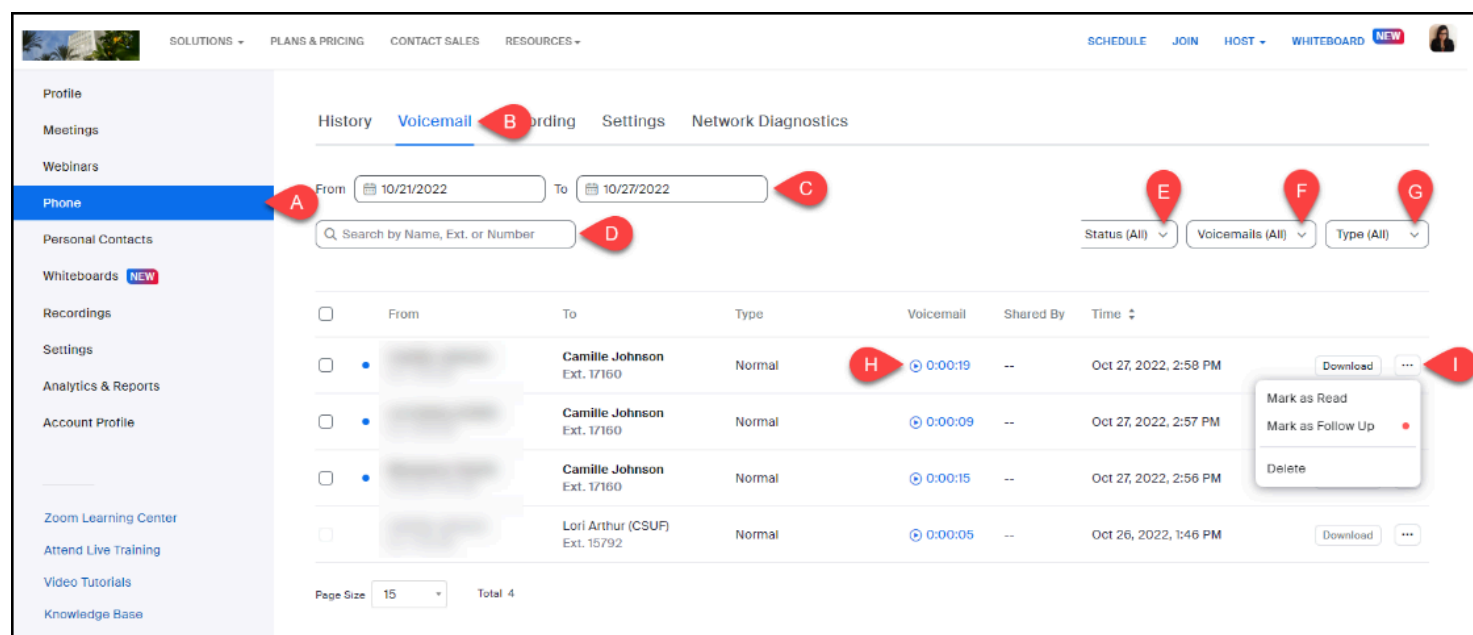 SOLUTIONS PLANS & PRICING CONTACT SALES RESOURCES SCHEDULE JOIN HOST WHITEBOARD NEW
Profile
Meetings
Webinars
Phone
Personal Contacts
Whiteboards NEW
Recordings
Settings
Analytics & Reports
Account Profile
Zoom Learning Center
Attend Live Training
Video Tutorials
Knowledge Base
A
History Voicemail B ording Settings Network Diagnostics
From 10/21/2022 To 10/27/2022 C
Search by Name, Ext. or Number D
E F G
Status (All) Voicemails (All) Type (All)
From To Type Voicemail Shared By Time
Camille Johnson
Ext. 17160 Normal H 0:00:19 -- Oct 27, 2022, 2:58 PM Download ... I
Mark as Read
Mark as Follow Up
Delete
Camille Johnson
Ext. 17160 Normal 0:00:09 -- Oct 27, 2022, 2:57 PM
Camille Johnson
Ext. 17160 Normal 0:00:15 -- Oct 27, 2022, 2:56 PM
Lori Arthur (CSUF)
Ext. 15792 Normal 0:00:05 -- Oct 26, 2022, 1:46 PM Download ...
Page Size 15 Total 4